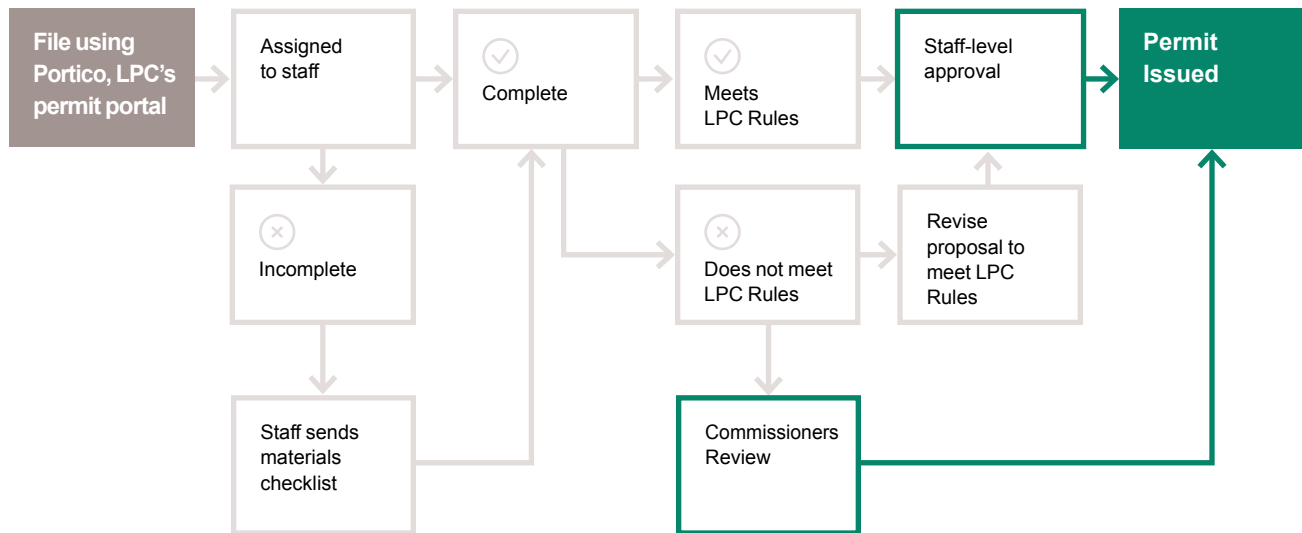 File using
Portico, LPC's
permit portal
Assigned
to staff
Complete
Meets
LPC Rules
Staff-level
approval
Permit
Issued
Incomplete
Does not meet
LPC Rules
Revise
proposal to
meet LPC
Rules
Staff sends
materials
checklist
Commissioners
Review